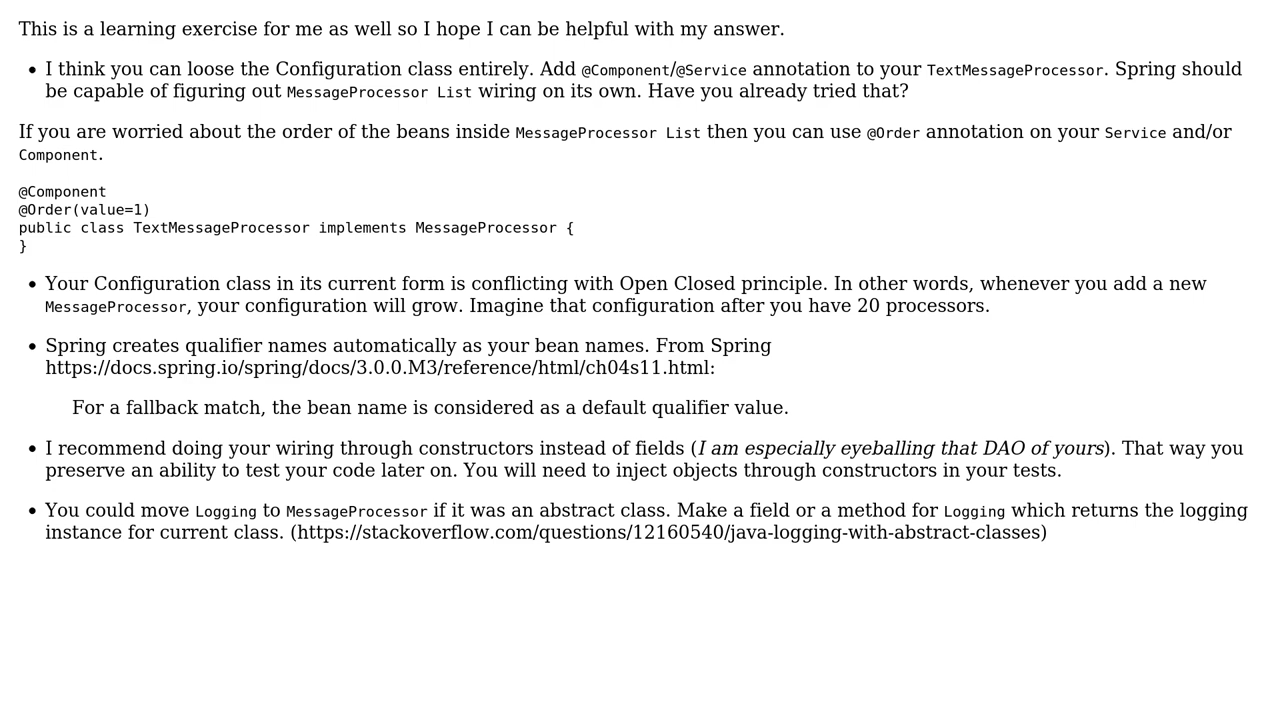 This is a learning exercise for me as well so I hope I can be helpful with my answer.
• I think you can loose the Configuration class entirely. Add @Component/@Service annotation to your TextMessageProcessor. Spring should
be capable of figuring out MessageProcessor List wiring on its own. Have you already tried that?
If you are worried about the order of the beans inside MessageProcessor List then you can use @Order annotation on your Service and/or
Component.
@Component
@Order(value=1)
public class TextMessageProcessor implements MessageProcessor {
}
• Your Configuration class in its current form is conflicting with Open Closed principle. In other words, whenever you add a new
MessageProcessor, your configuration will grow. Imagine that configuration after you have 20 processors.
• Spring creates qualifier names automatically as your bean names. From Spring
https://docs.spring.io/spring/docs/3.0.0.M3/reference/html/ch04s11.html:
For a fallback match, the bean name is considered as a default qualifier value.
• I recommend doing your wiring through constructors instead of fields (I am especially eyeballing that DAO of yours). That way you
preserve an ability to test your code later on. You will need to inject objects through constructors in your tests.
• You could move Logging to MessageProcessor if it was an abstract class. Make a field or a method for Logging which returns the logging
instance for current class. (https://stackoverflow.com/questions/12160540/java-logging-with-abstract-classes)